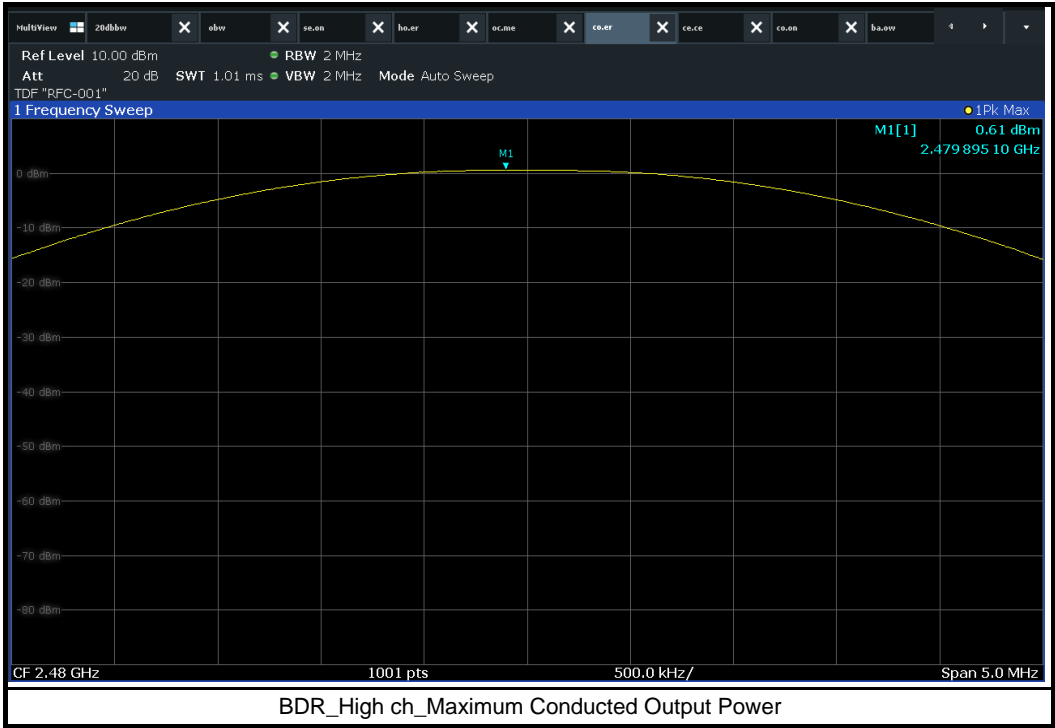 MultiView 20dbbw obw se.on ho.er oc.me co.er ce.ce co.on ba.ow
Ref Level 10.00 dBm RBW 2 MHz
Att 20 dB SWT 1.01 ms VBW 2 MHz Mode Auto Sweep
TDF "RFC-001"
1 Frequency Sweep 1Pk Max
M1[1] 0.61 dBm
2.479 895 10 GHz
M1
0 dBm
-10 dBm
-20 dBm
-30 dBm
-40 dBm
-50 dBm
-60 dBm
-70 dBm
-80 dBm
CF 2.48 GHz 1001 pts 500.0 kHz/ Span 5.0 MHz
BDR_High ch_Maximum Conducted Output Power